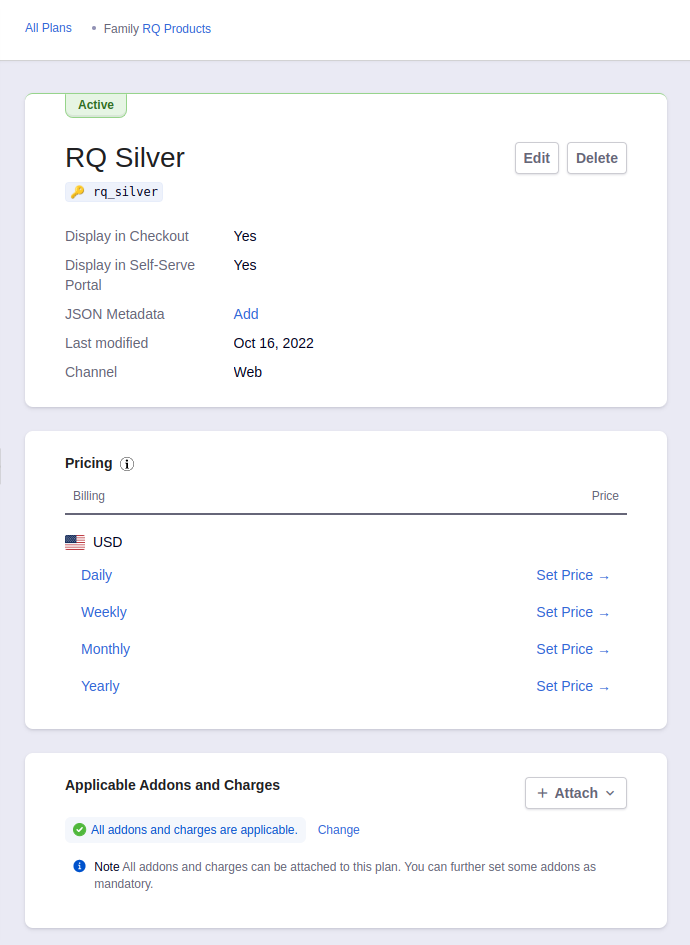 All Plans • Family RQ Products
Active
RQ Silver
Edit Delete
rq_silver
Display in Checkout Yes
Display in Self-Serve Yes
Portal
JSON Metadata Add
Last modified Oct 16, 2022
Channel Web
Pricing
Billing Price
USD
Daily Set Price →
Weekly Set Price →
Monthly Set Price →
Yearly Set Price →
Applicable Addons and Charges
+ Attach
All addons and charges are applicable. Change
Note All addons and charges can be attached to this plan. You can further set some addons as
mandatory.